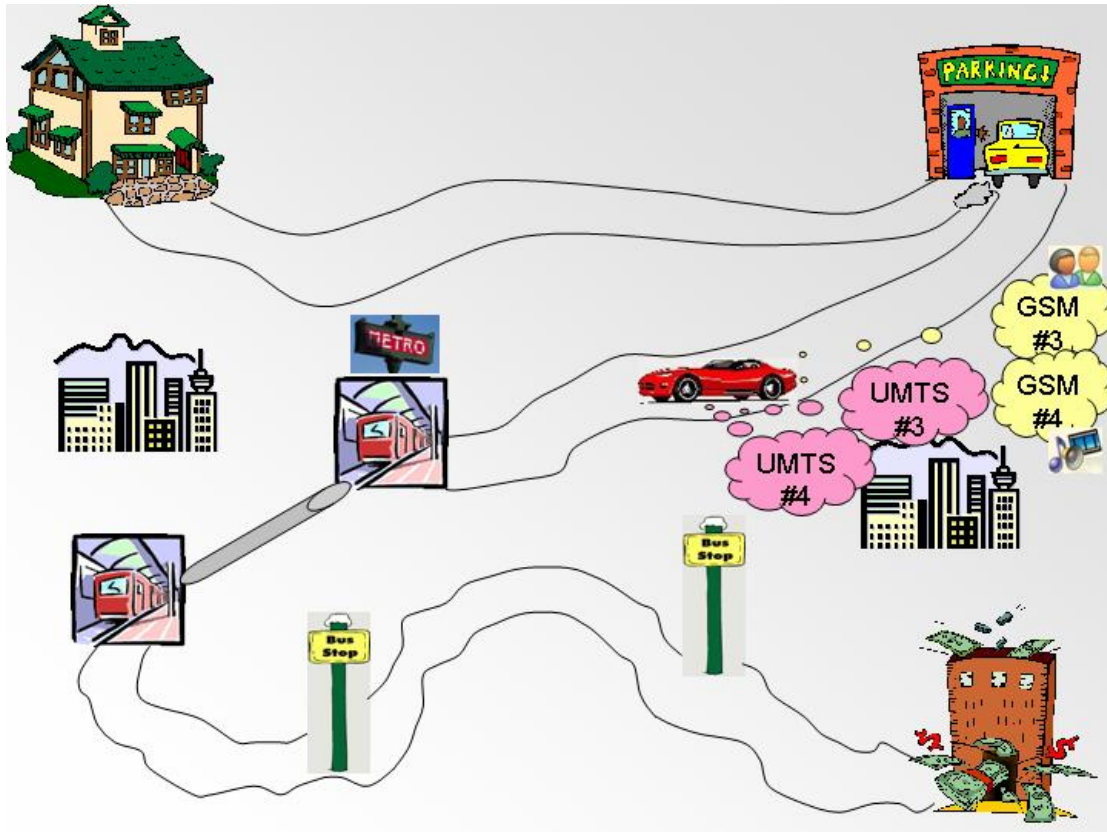 PARKING!
METRO
GSM
#3
GSM
#4
UMTS
#3
UMTS
#4
Bus
Stop
Bus
Stop